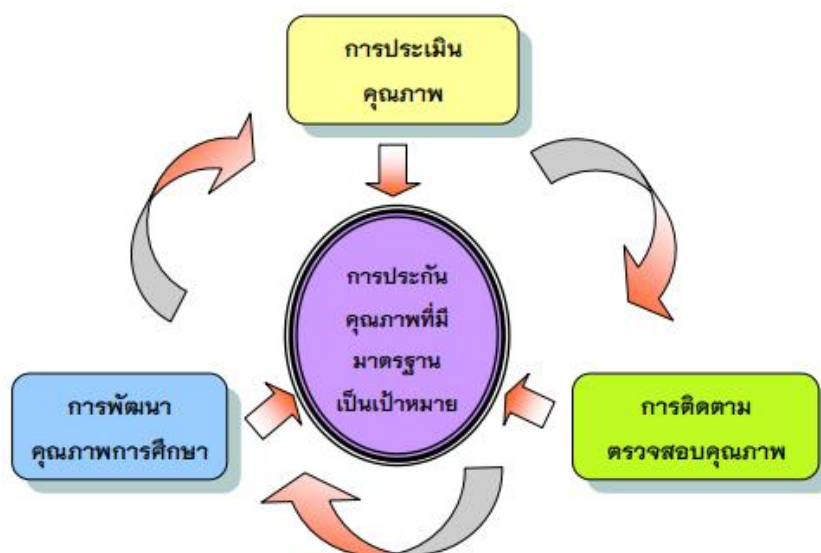 การประเมิน
คุณภาพ
การประกัน
คุณภาพที่มี
มาตรฐาน
เป็นเป้าหมาย
การพัฒนา
คุณภาพการศึกษา
การติดตาม
ตรวจสอบคุณภาพ